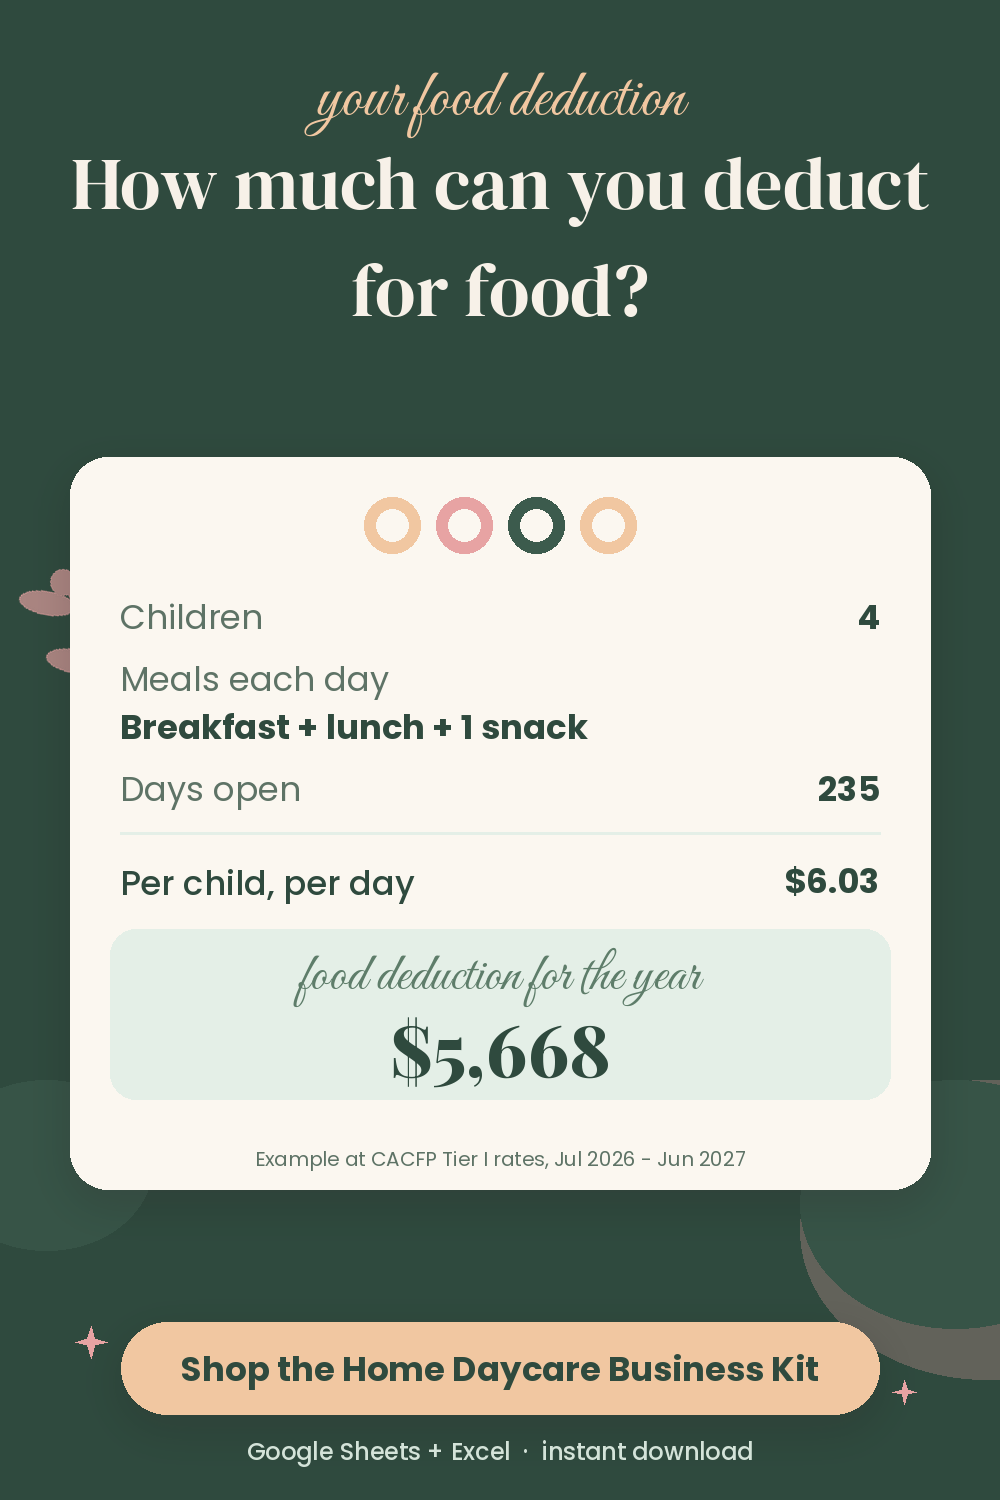 your food deduction
How much can you deduct
for food?
Children 4
Meals each day
Breakfast + lunch + 1 snack
Days open 235
Per child, per day $6.03
food deduction for the year
$5,668
Example at CACFP Tier I rates, Jul 2026 - Jun 2027
Shop the Home Daycare Business Kit
Google Sheets + Excel · instant download